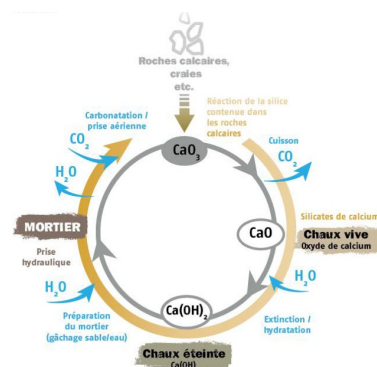 Roches calcaires,
craies
etc.
Carbonatation /
prise aérienne
Réaction de la silice
contenue dans
les roches
calcaires
CO2
H2O
CaO3
Cuisson
CO2
Silicates de calcium
MORTIER
Prise
hydraulique
CaO
Chaux vive
Oxyde de calcium
H2O
H2O
Ca(OH)2
Préparation
du mortier
(gâchage sable/eau)
Extinction /
hydratation
Chaux éteinte
Ca(OH)